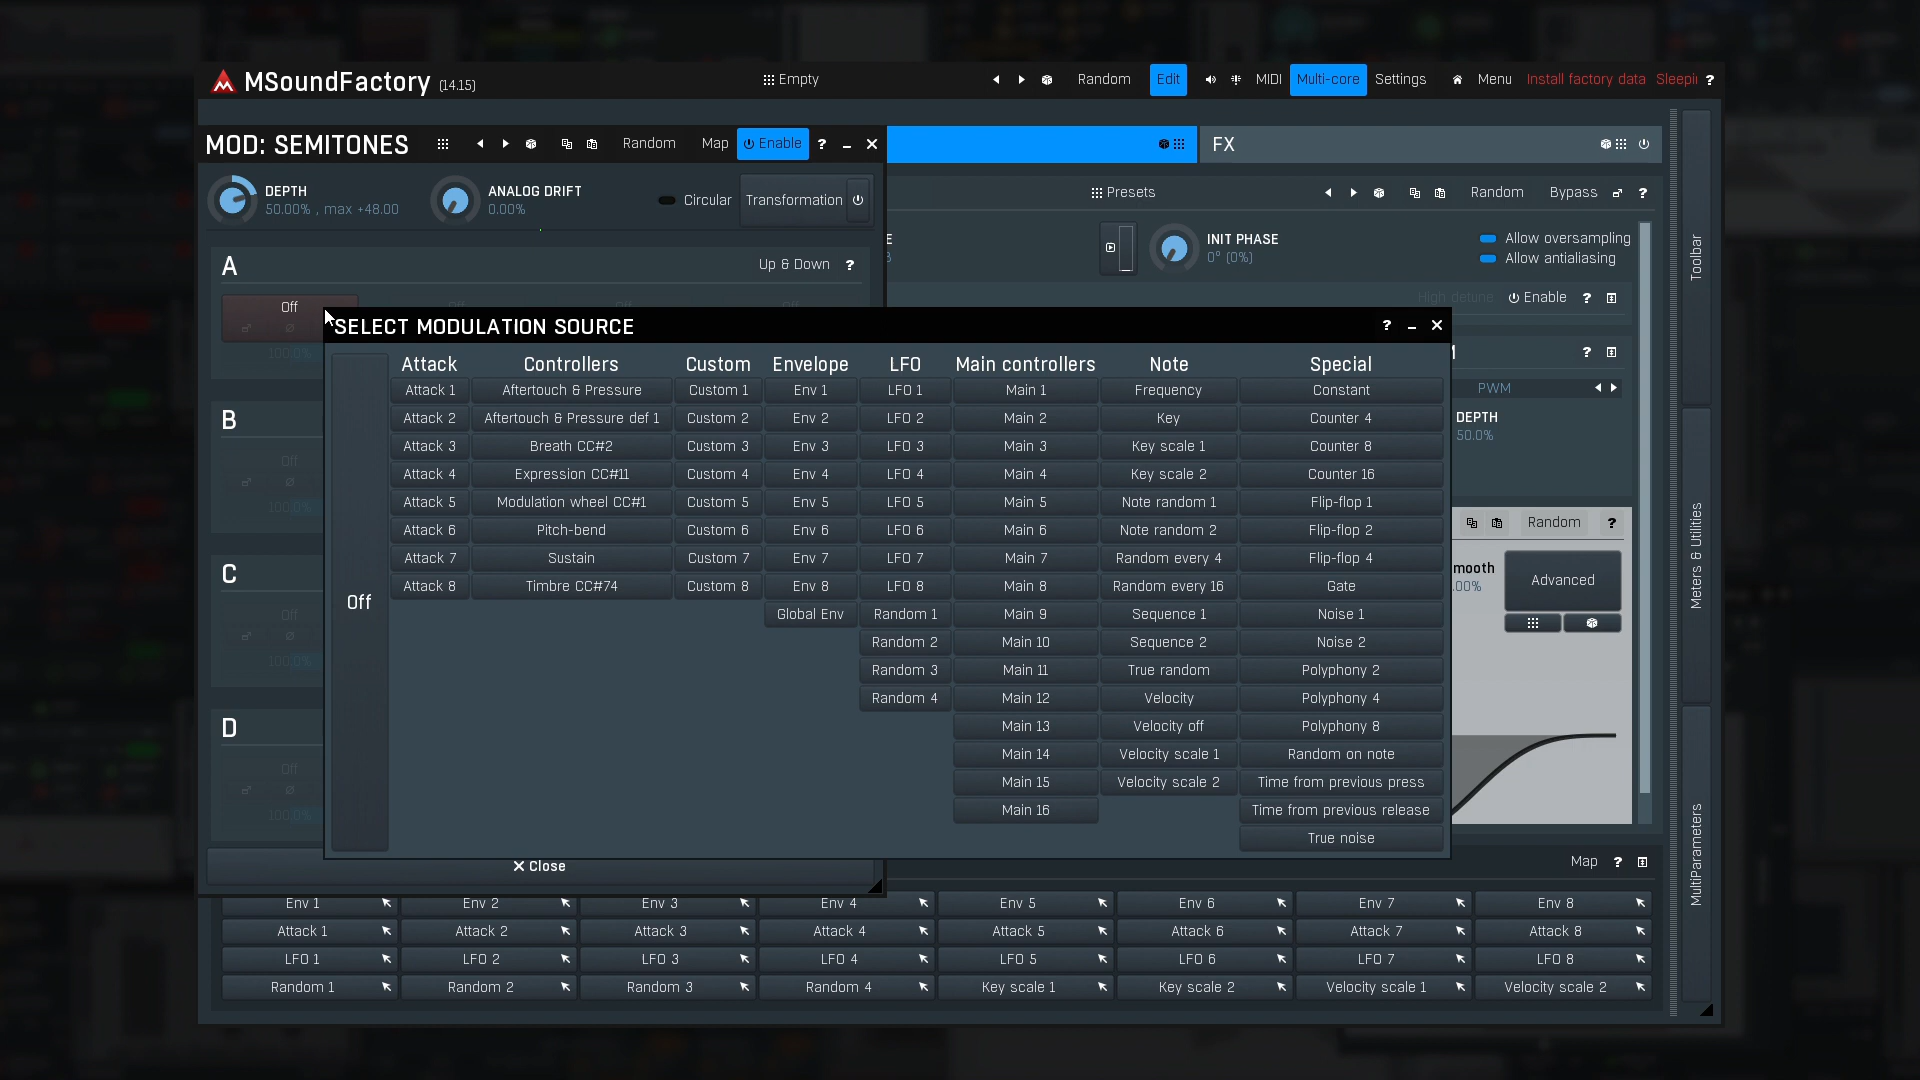 MSoundFactory (14.15)
Empty
Random
Edit
MIDI
Multi-core
Settings
Menu
Install factory data
?
MOD: SEMITONES
Random
Map
Enable
?
FX
DEPTH
50.00% , max +48.00
ANALOG DRIFT
0.00%
Circular
Transformation
Presets
Random
Bypass
?
A
Up & Down
?
INIT PHASE
0° (0%)
Allow oversampling
Allow antialiasing
High detune
Enable
?
Off
100.0%
SELECT MODULATION SOURCE
?
Attack Controllers Custom Envelope LFO Main controllers Note Special
Attack 1 Aftertouch & Pressure Custom 1 Env 1 LFO 1 Main 1 Frequency Constant
Attack 2 Aftertouch & Pressure def 1 Custom 2 Env 2 LFO 2 Main 2 Key Counter 4
Attack 3 Breath CC#2 Custom 3 Env 3 LFO 3 Main 3 Key scale 1 Counter 8
Attack 4 Expression CC#11 Custom 4 Env 4 LFO 4 Main 4 Key scale 2 Counter 16
Attack 5 Modulation wheel CC#1 Custom 5 Env 5 LFO 5 Main 5 Note random 1 Flip-flop 1
Attack 6 Pitch-bend Custom 6 Env 6 LFO 6 Main 6 Note random 2 Flip-flop 2
Attack 7 Sustain Custom 7 Env 7 LFO 7 Main 7 Random every 4 Flip-flop 4
Attack 8 Timbre CC#74 Custom 8 Env 8 LFO 8 Main 8 Random every 16 Gate
Off
Global Env Random 1 Main 9 Sequence 1 Noise 1
Random 2 Main 10 Sequence 2 Noise 2
Random 3 Main 11 True random Polyphony 2
Random 4 Main 12 Velocity Polyphony 4
Main 13 Velocity off Polyphony 8
Main 14 Velocity scale 1 Random on note
Main 15 Velocity scale 2 Time from previous press
Main 16 Time from previous release
True noise
B
Off
100.0%
C
Off
100.0%
D
Off
100.0%
Close
?
PWM
DEPTH
50.0%
Random
?
Advanced
Map
?
Toolbar
Meters & Utilities
MultiParameters
Env 1 Env 2 Env 3 Env 4 Env 5 Env 6 Env 7 Env 8
Attack 1 Attack 2 Attack 3 Attack 4 Attack 5 Attack 6 Attack 7 Attack 8
LFO 1 LFO 2 LFO 3 LFO 4 LFO 5 LFO 6 LFO 7 LFO 8
Random 1 Random 2 Random 3 Random 4 Key scale 1 Key scale 2 Velocity scale 1 Velocity scale 2